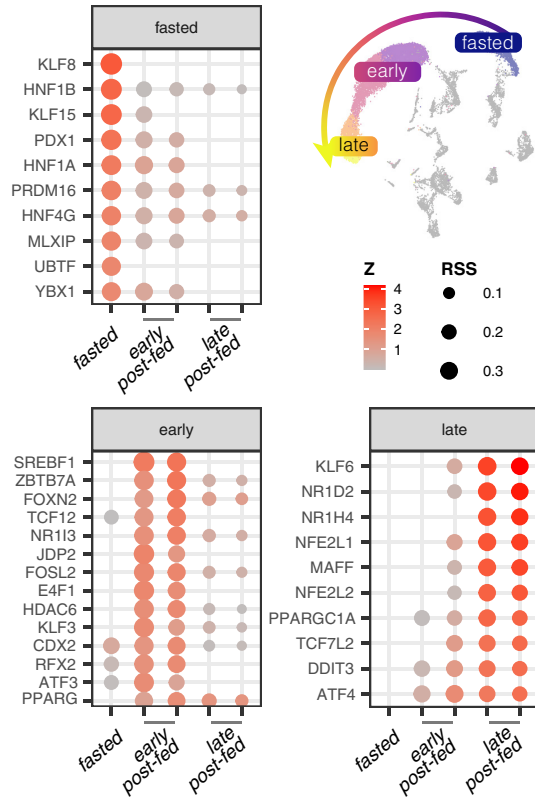 fasted
KLF8
HNF1B
KLF15
PDX1
HNF1A
PRDM16
HNF4G
MLXIP
UBTF
YBX1
fasted
early
post-fed
late
post-fed
fasted
early
late
Z
4
3
2
1
RSS
0.1
0.2
0.3
early
SREBF1
ZBTB7A
FOXN2
TCF12
NR1I3
JDP2
FOSL2
E4F1
HDAC6
KLF3
CDX2
RFX2
ATF3
PPARG
fasted
early
post-fed
late
post-fed
late
KLF6
NR1D2
NR1H4
NFE2L1
MAFF
NFE2L2
PPARGC1A
TCF7L2
DDIT3
ATF4
fasted
early
post-fed
late
post-fed